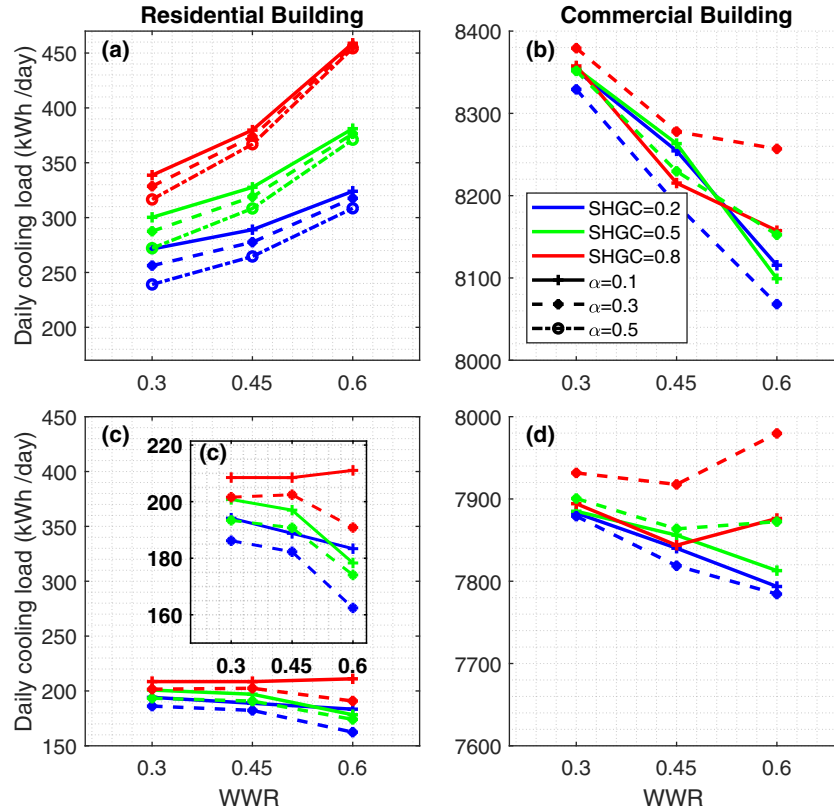 Residential Building
Commercial Building
(a)
450
400
350
300
250
200
Daily cooling load (kWh /day)
0.3
0.45
0.6
(b)
8400
8300
8200
8100
8000
SHGC=0.2
SHGC=0.5
SHGC=0.8
α=0.1
α=0.3
α=0.5
0.3
0.45
0.6
(c)
450
400
350
300
250
200
150
Daily cooling load (kWh /day)
(c)
220
200
180
160
0.3
0.45
0.6
0.3
0.45
0.6
WWR
(d)
8000
7900
7800
7700
7600
0.3
0.45
0.6
WWR